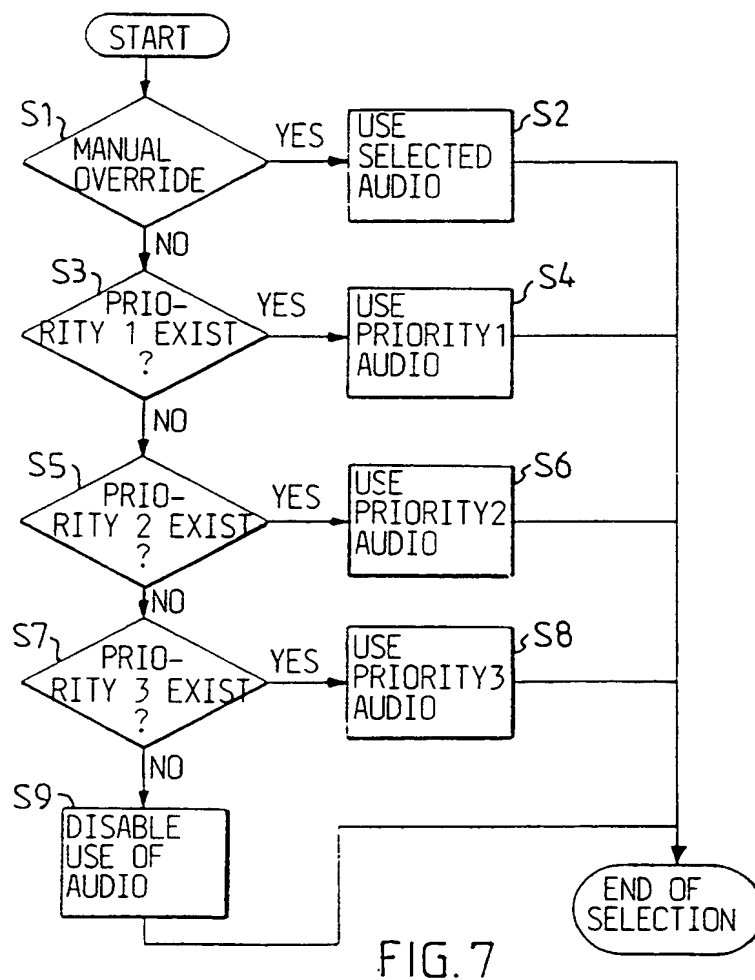 START
S1
MANUAL
OVERRIDE
YES
USE
SELECTED
AUDIO
S2
NO
S3
PRIO-
RITY 1 EXIST
?
YES
USE
PRIORITY1
AUDIO
S4
NO
S5
PRIO-
RITY 2 EXIST
?
YES
USE
PRIORITY2
AUDIO
S6
NO
S7
PRIO-
RITY 3 EXIST
?
YES
USE
PRIORITY3
AUDIO
S8
NO
S9
DISABLE
USE OF
AUDIO
END OF
SELECTION
FIG. 7